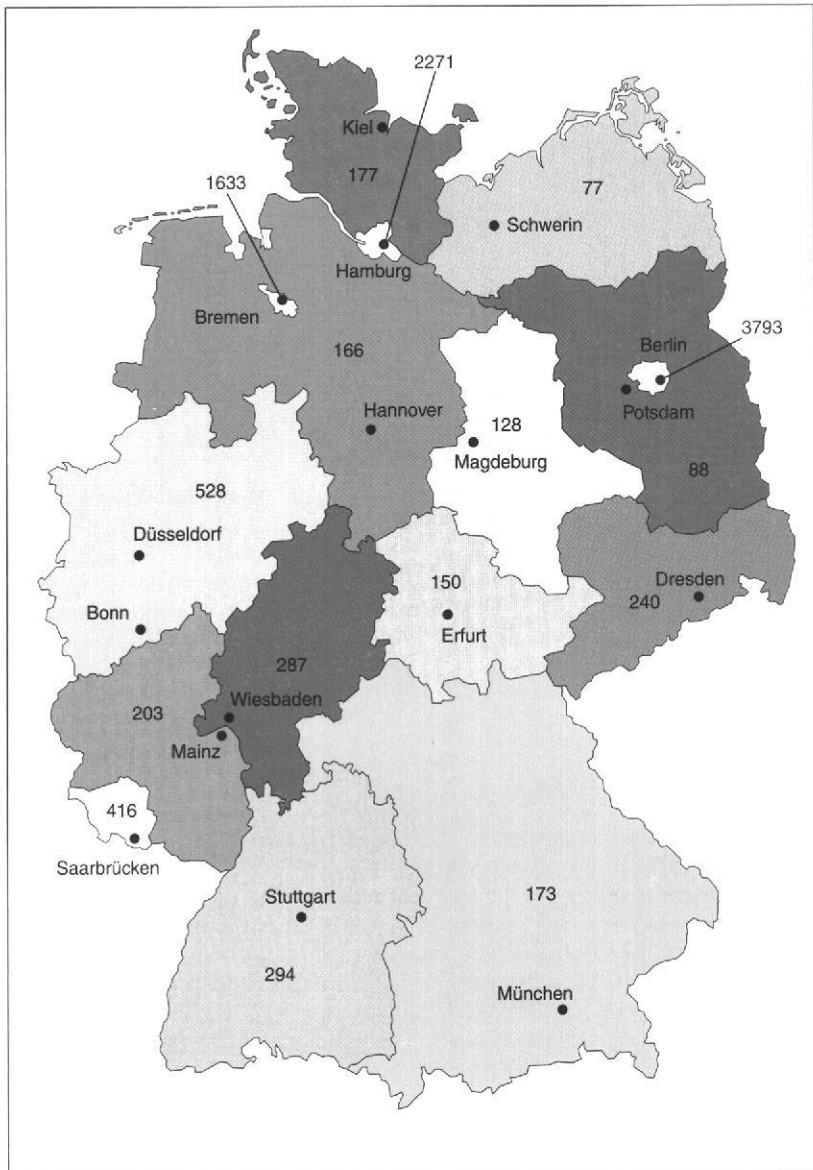 2271
Kiel
177
77
1633
Schwerin
Hamburg
Bremen
166
Berlin
3793
Potsdam
Hannover
128
Magdeburg
88
528
Düsseldorf
150
Dresden
240
Bonn
Erfurt
287
Wiesbaden
203
Mainz
416
Saarbrücken
Stuttgart
173
294
München